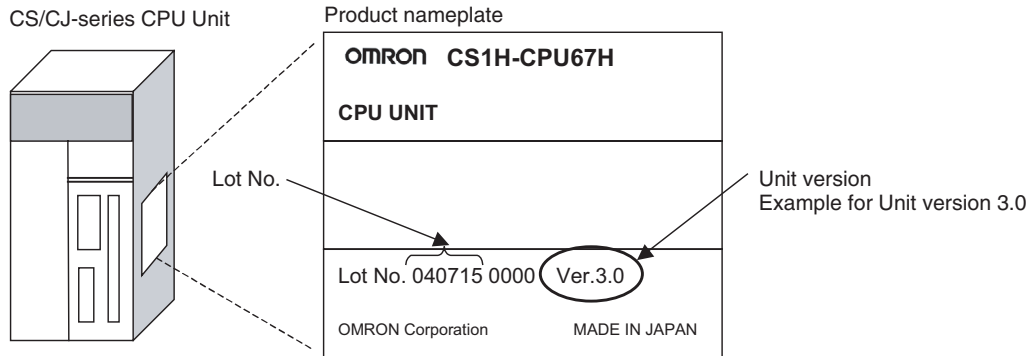 CS/CJ-series CPU Unit
Product nameplate
OMRON CS1H-CPU67H
CPU UNIT
Lot No.
Unit version
Example for Unit version 3.0
Lot No. 040715 0000 Ver.3.0
OMRON Corporation MADE IN JAPAN